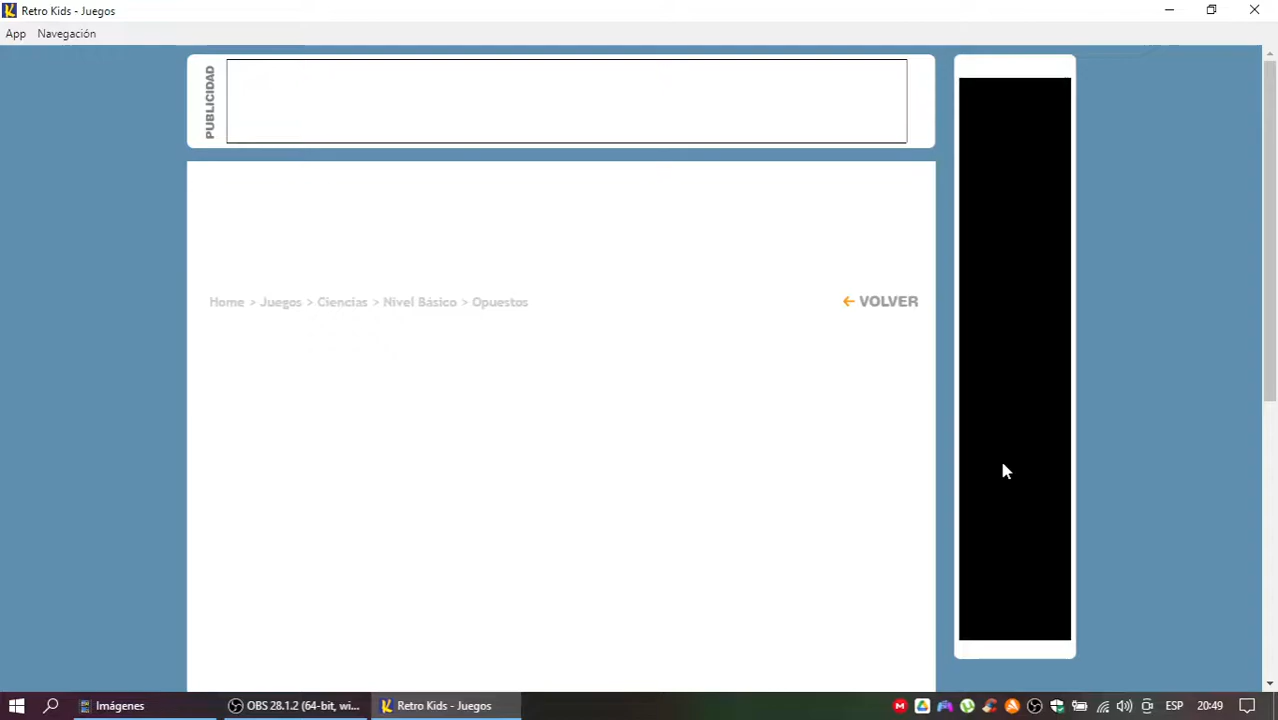 Retro Kids - Juegos
App Navegación
PUBLICIDAD
Home > Juegos > Ciencias > Nivel Básico > Opuestos
VOLVER
Imágenes
OBS 28.1.2 (64-bit, wi...
Retro Kids - Juegos
ESP
20:49